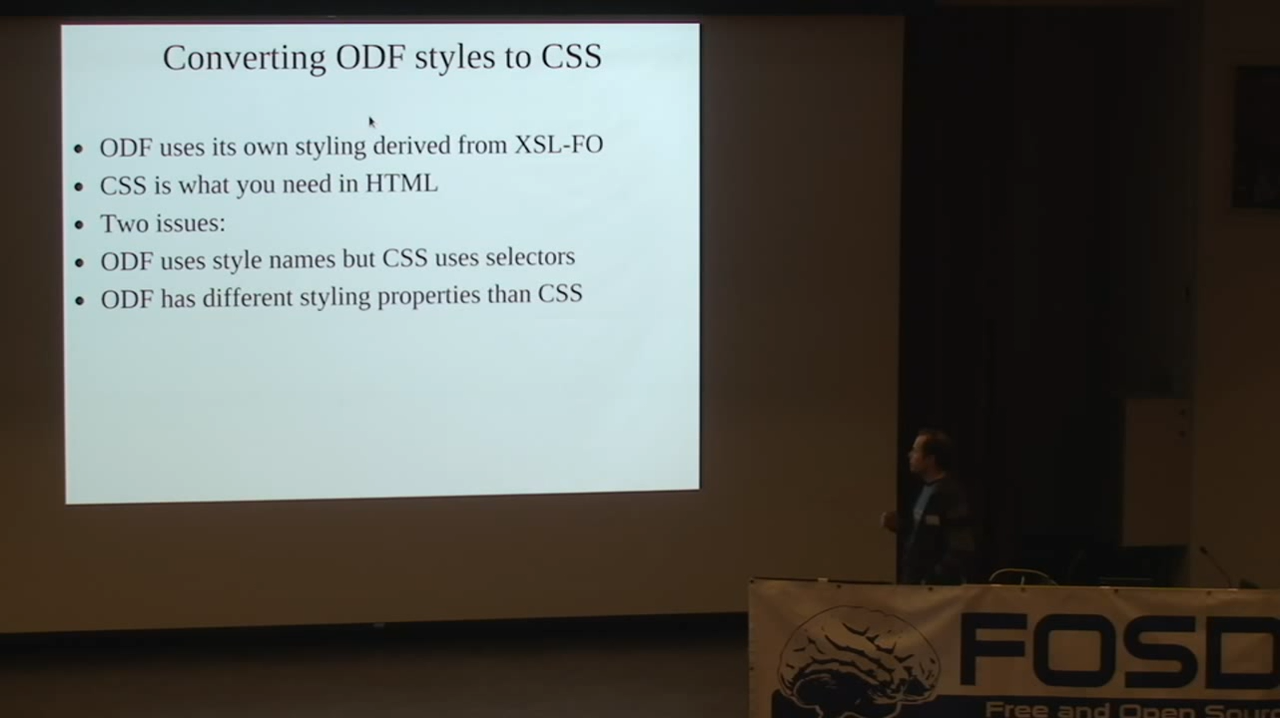 Converting ODF styles to CSS
ODF uses its own styling derived from XSL-FO
CSS is what you need in HTML
Two issues:
ODF uses style names but CSS uses selectors
ODF has different styling properties than CSS
FOSD
Free and Open Sourc